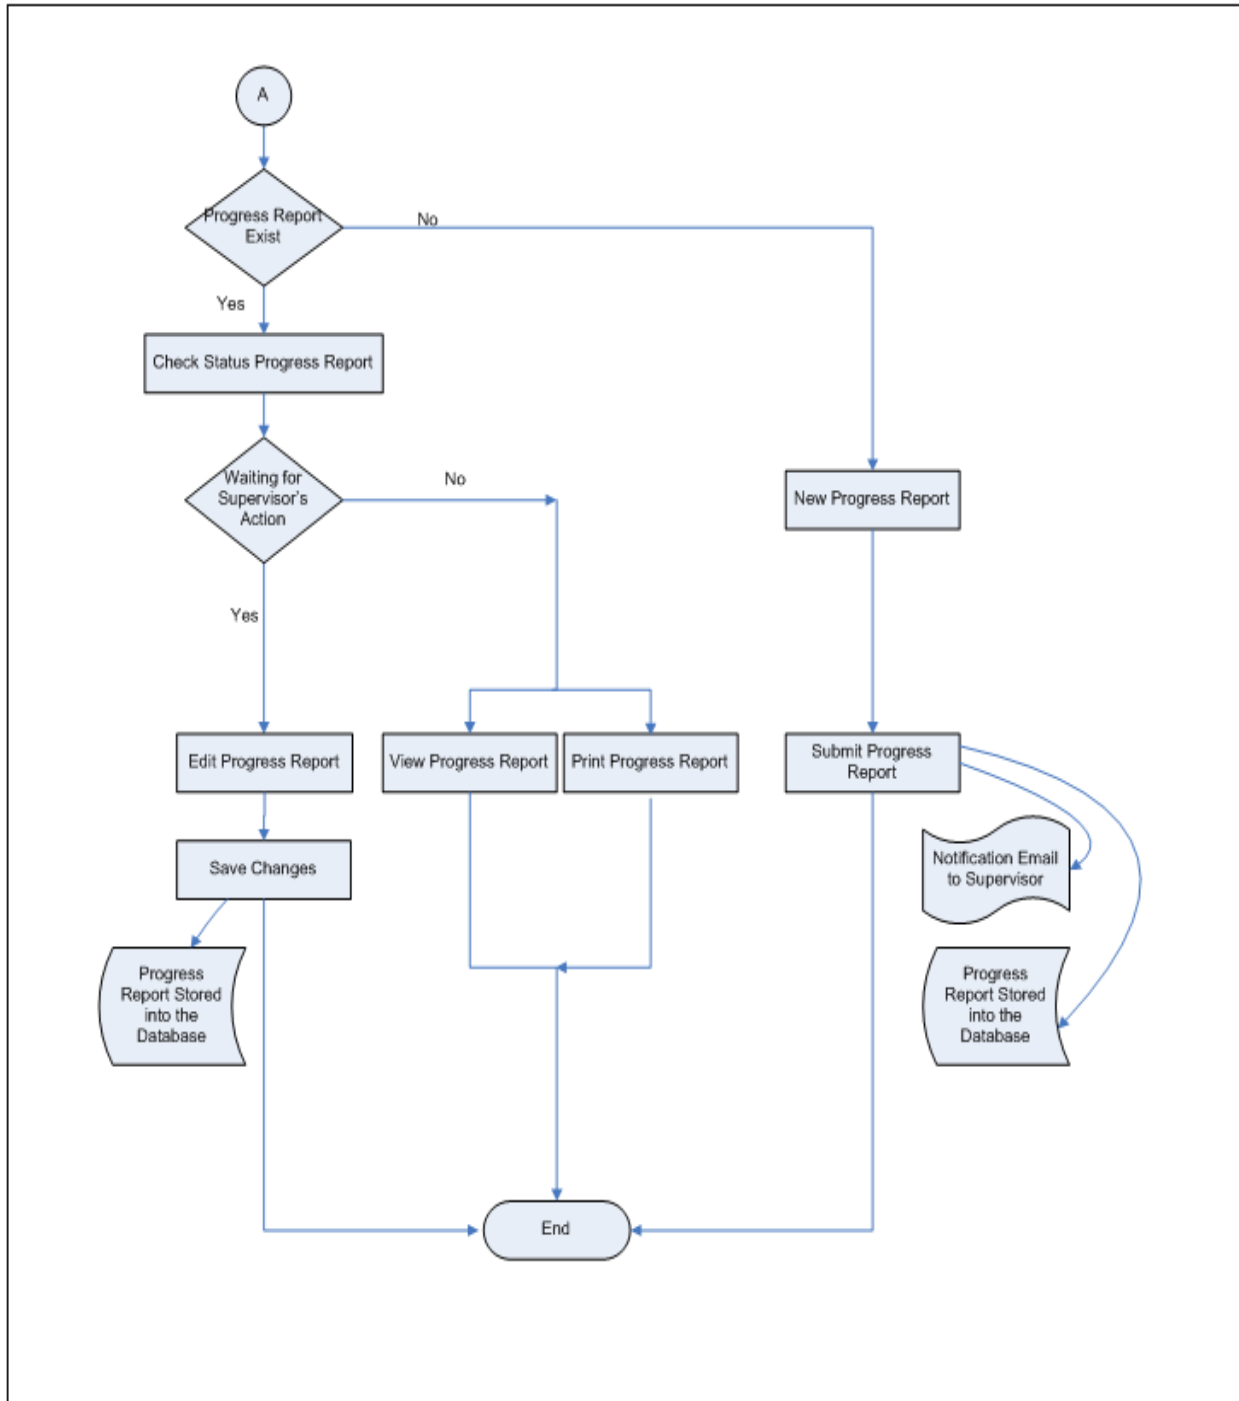 A
Progress Report
Exist
No
Yes
Check Status Progress Report
Waiting for
Supervisor's
Action
No
New Progress Report
Yes
Edit Progress Report
View Progress Report
Print Progress Report
Submit Progress
Report
Save Changes
Notification Email
to Supervisor
Progress
Report Stored
into the
Database
Progress
Report Stored
into the
Database
End